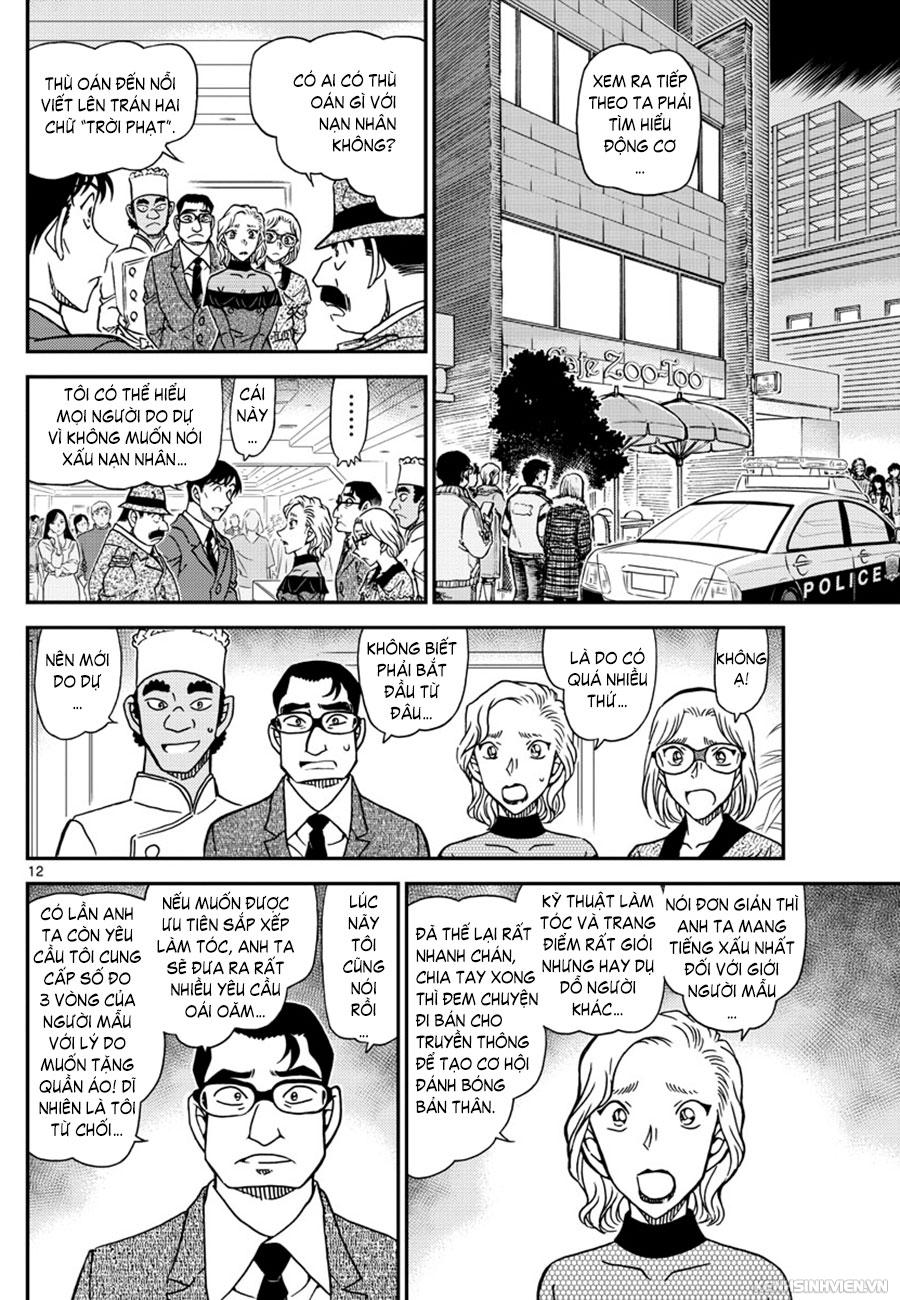 XEM RA TIẾP
THEO TA PHẢI
TÌM HIỂU
ĐỘNG CƠ
...
Cafe Zoo-Too
POLICE
CÓ AI CÓ THÙ
OÁN GÌ VỚI
NẠN NHÂN
KHÔNG?
THÙ OÁN ĐẾN NỖI
VIẾT LÊN TRÁN HAI
CHỮ "TRỜI PHẠT".
......
CÁI
NÀY
...
TÔI CÓ THỂ HIỂU
MỌI NGƯỜI DO DỰ
VÌ KHÔNG MUỐN NÓI
XẤU NẠN NHÂN...
KHÔNG
Ạ!
LÀ DO CÓ
QUÁ NHIỀU
THỨ...
KHÔNG BIẾT
PHẢI BẮT
ĐẦU TỪ
ĐÂU...
NÊN MỚI
DO DỰ
...
12
NÓI ĐƠN GIẢN THÌ
ANH TA MANG
TIẾNG XẤU NHẤT
ĐỐI VỚI GIỚI
NGƯỜI MẪU
...
KỸ THUẬT LÀM
TÓC VÀ TRANG
ĐIỂM RẤT GIỎI
NHƯNG HAY DỤ
DỖ NGƯỜI
KHÁC...
ĐÃ THẾ LẠI RẤT
NHANH CHÁN,
CHIA TAY XONG
THÌ ĐEM CHUYỆN
ĐI BÁN CHO
TRUYỀN THÔNG
ĐỂ TẠO CƠ HỘI
ĐÁNH BÓNG
BẢN THÂN.
LÚC
NÀY
TÔI
CŨNG
NÓI
RỒI
...
NẾU MUỐN ĐƯỢC
ƯU TIÊN SẮP XẾP
LÀM TÓC, ANH TA
SẼ ĐƯA RA RẤT
NHIỀU YÊU CẦU
OÁI OĂM...
CÓ LẦN ANH
TA CÒN YÊU
CẦU TÔI CUNG
CẤP SỐ ĐO
3 VÒNG CỦA
NGƯỜI MẪU
VỚI LÝ DO
MUỐN TẶNG
QUẦN ÁO! DĨ
NHIÊN LÀ TÔI
TỪ CHỐI...
KENHSINHVIEN.VN